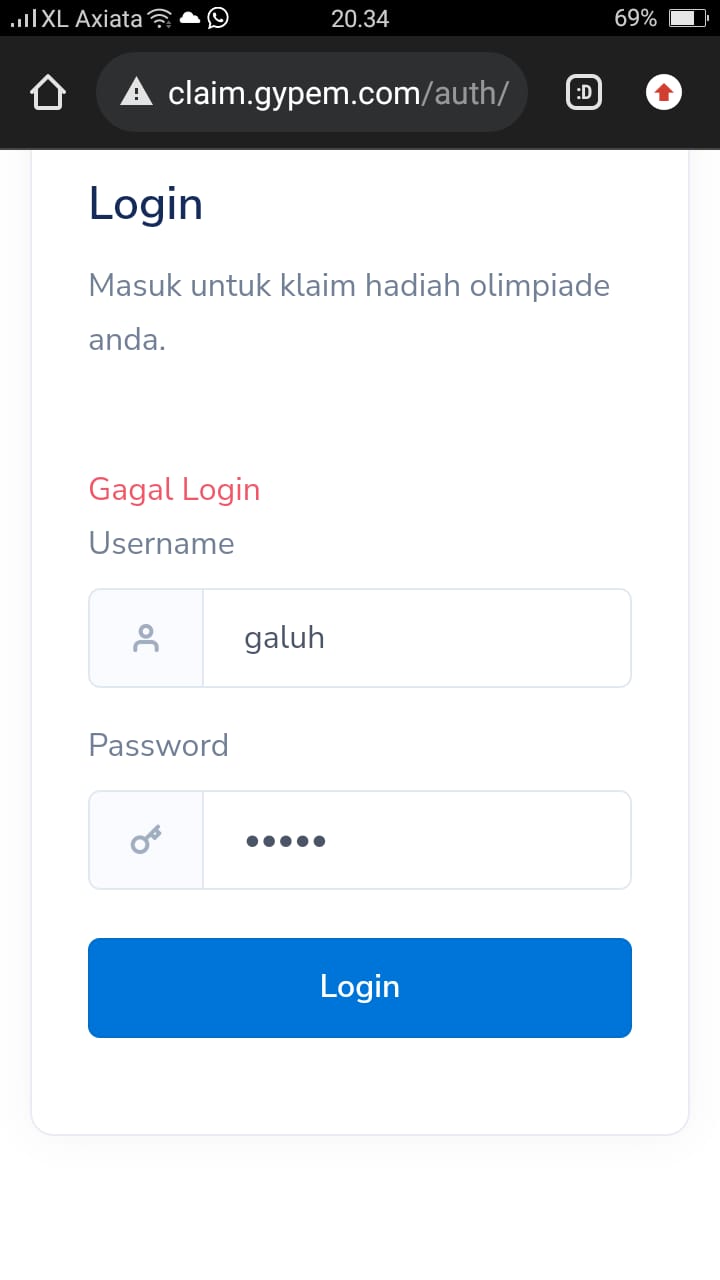 XL Axiata 20.34 69%
claim.gypem.com/auth/ :D
Login
Masuk untuk klaim hadiah olimpiade
anda.
Gagal Login
Username
galuh
Password
•••••
Login